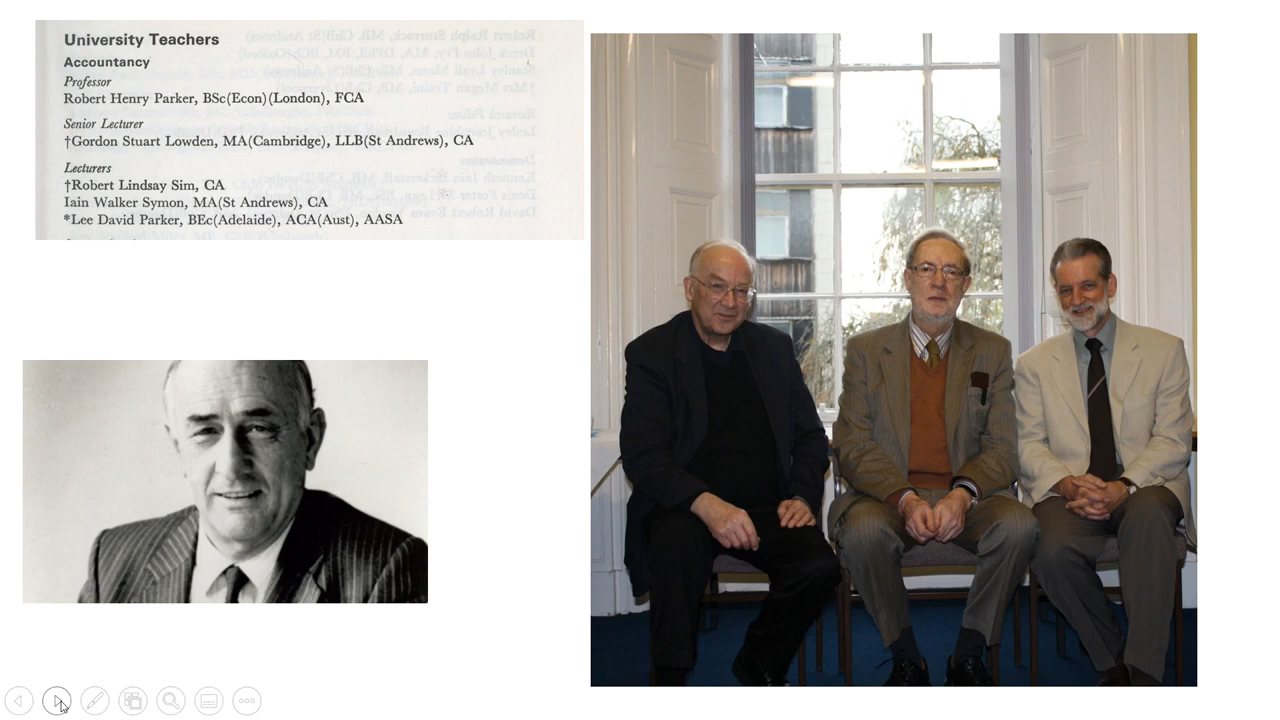 University Teachers
Accountancy
Professor
Robert Henry Parker, BSc(Econ)(London), FCA
Senior Lecturer
†Gordon Stuart Lowden, MA(Cambridge), LLB(St Andrews), CA
Lecturers
†Robert Lindsay Sim, CA
Iain Walker Symon, MA(St Andrews), CA
*Lee David Parker, BEc(Adelaide), ACA(Aust), AASA